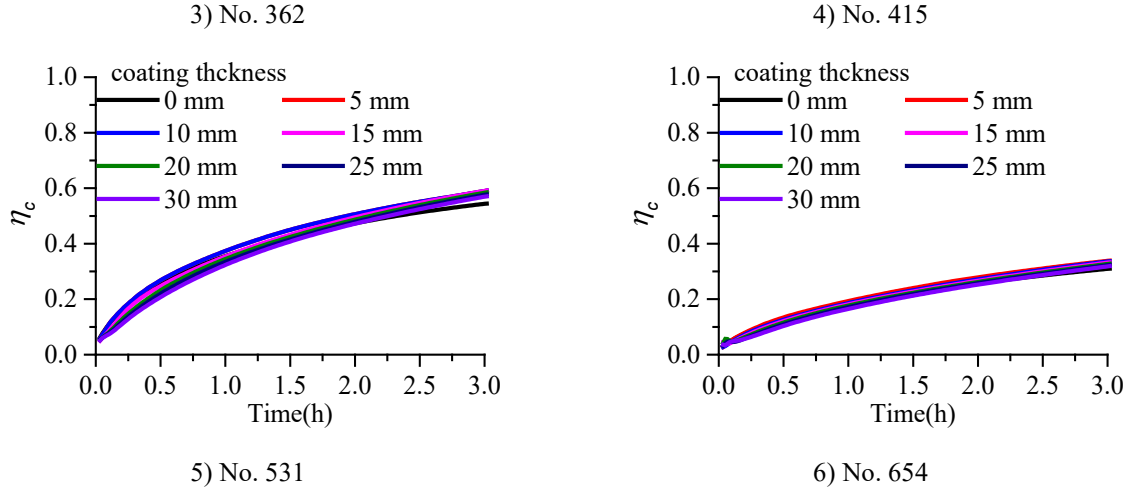 3) No. 362
4) No. 415
coating thckness
0 mm 5 mm
10 mm 15 mm
20 mm 25 mm
30 mm
1.0
0.8
0.6
0.4
0.2
0.0
ηc
0.0 0.5 1.0 1.5 2.0 2.5 3.0
Time(h)
coating thckness
0 mm 5 mm
10 mm 15 mm
20 mm 25 mm
30 mm
1.0
0.8
0.6
0.4
0.2
0.0
ηc
0.0 0.5 1.0 1.5 2.0 2.5 3.0
Time(h)
5) No. 531
6) No. 654